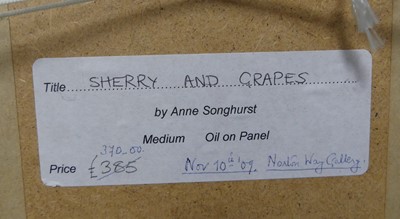 Title SHERRY AND GRAPES
by Anne Songhurst
Medium Oil on Panel
370-00.
Price £385 Nov 10th '09. Norton Way Gallery.